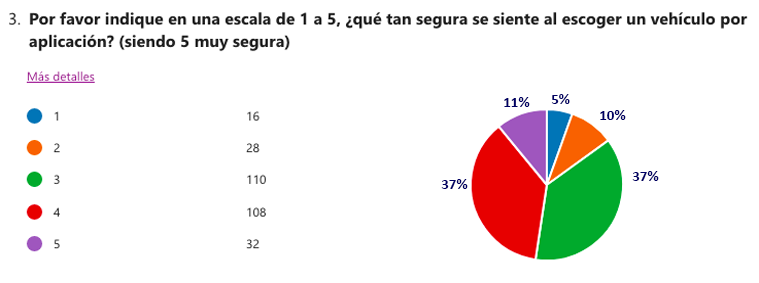 3. Por favor indique en una escala de 1 a 5, ¿qué tan segura se siente al escoger un vehículo por
aplicación? (siendo 5 muy segura)
Más detalles
1 16
2 28
3 110
4 108
5 32
11% 5%
10%
37% 37%